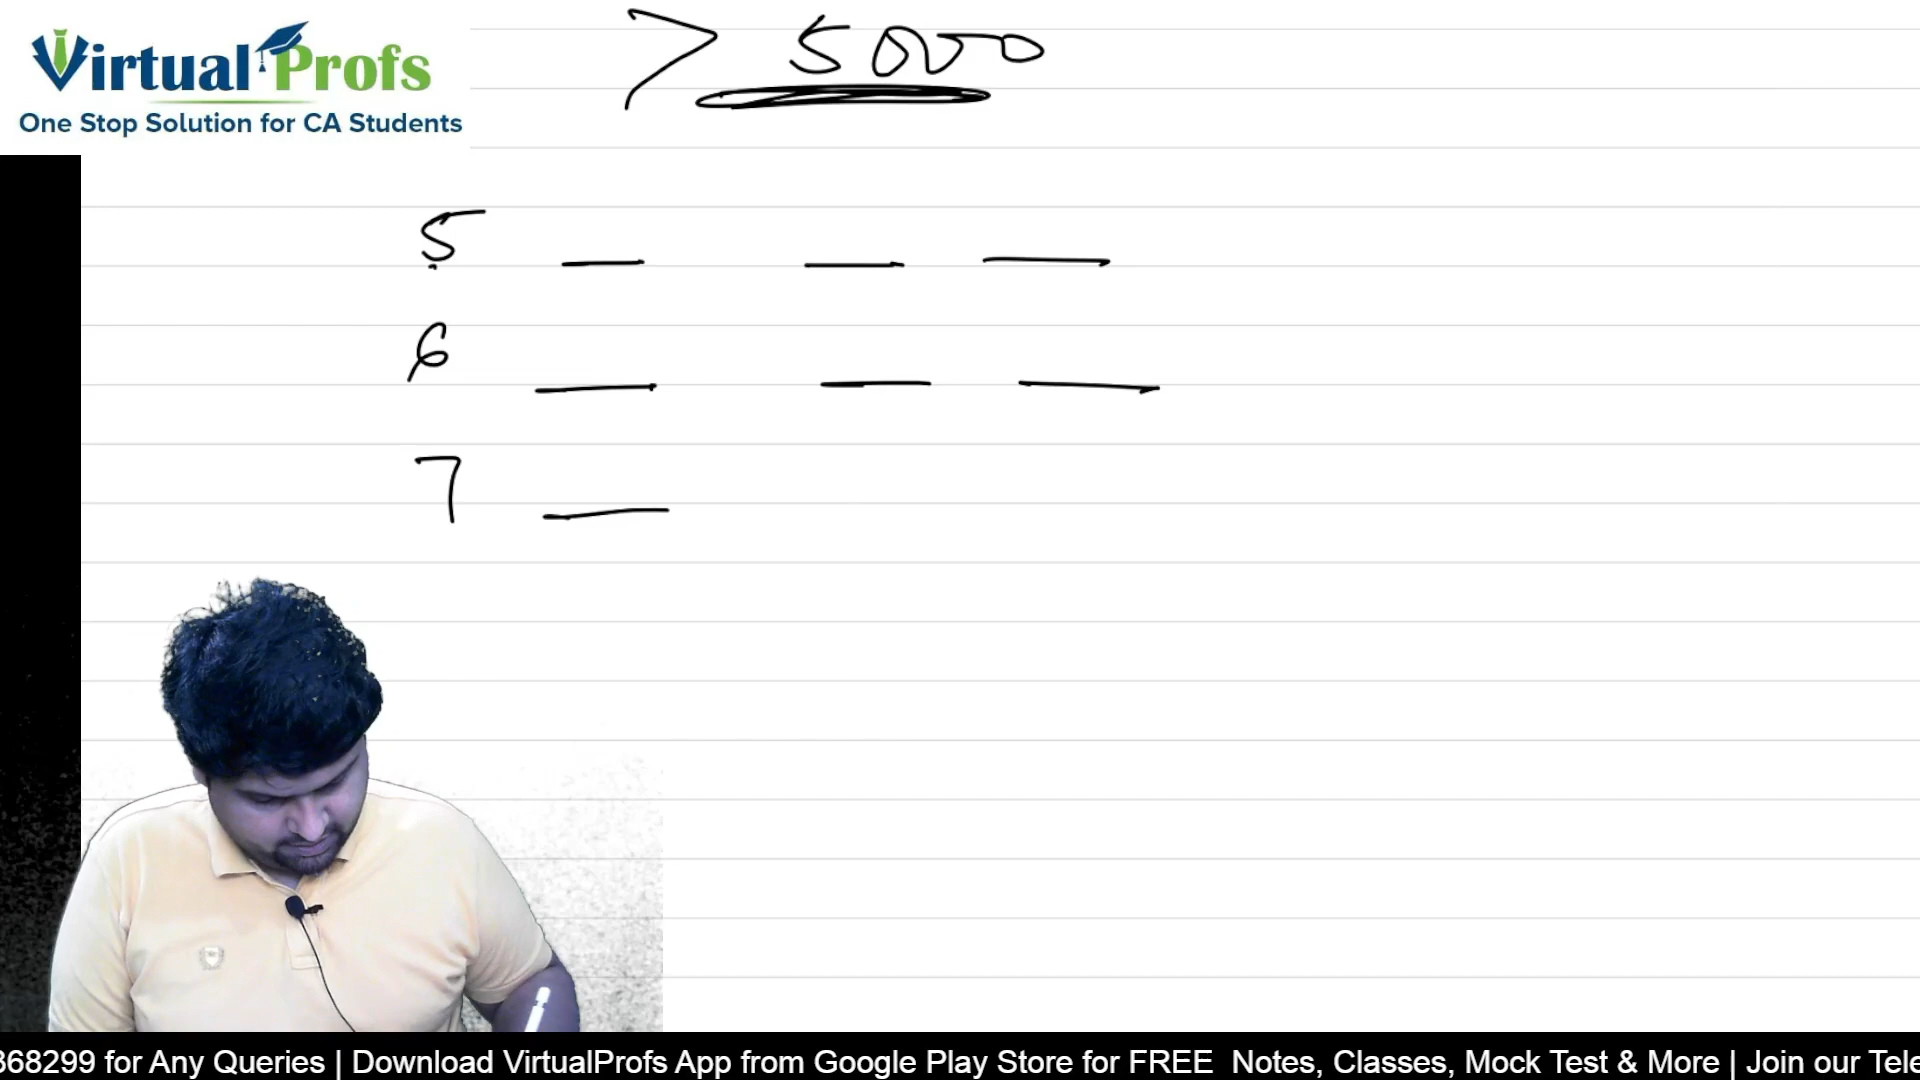 VirtualProfs
One Stop Solution for CA Students
> 5000
5
6
7
368299 for Any Queries | Download VirtualProfs App from Google Play Store for FREE Notes, Classes, Mock Test & More | Join our Tele